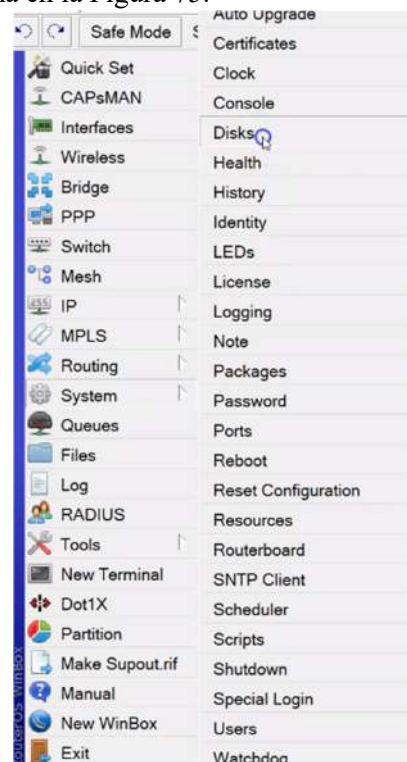 Safe Mode
Quick Set
CAPsMAN
Interfaces
Wireless
Bridge
PPP
Switch
Mesh
IP
MPLS
Routing
System
Queues
Files
Log
RADIUS
Tools
New Terminal
Dot1X
Partition
Make Supout.rif
Manual
New WinBox
Exit
Auto Upgrade
Certificates
Clock
Console
Disks
Health
History
Identity
LEDs
License
Logging
Note
Packages
Password
Ports
Reboot
Reset Configuration
Resources
Routerboard
SNTP Client
Scheduler
Scripts
Shutdown
Special Login
Users
Watchdog